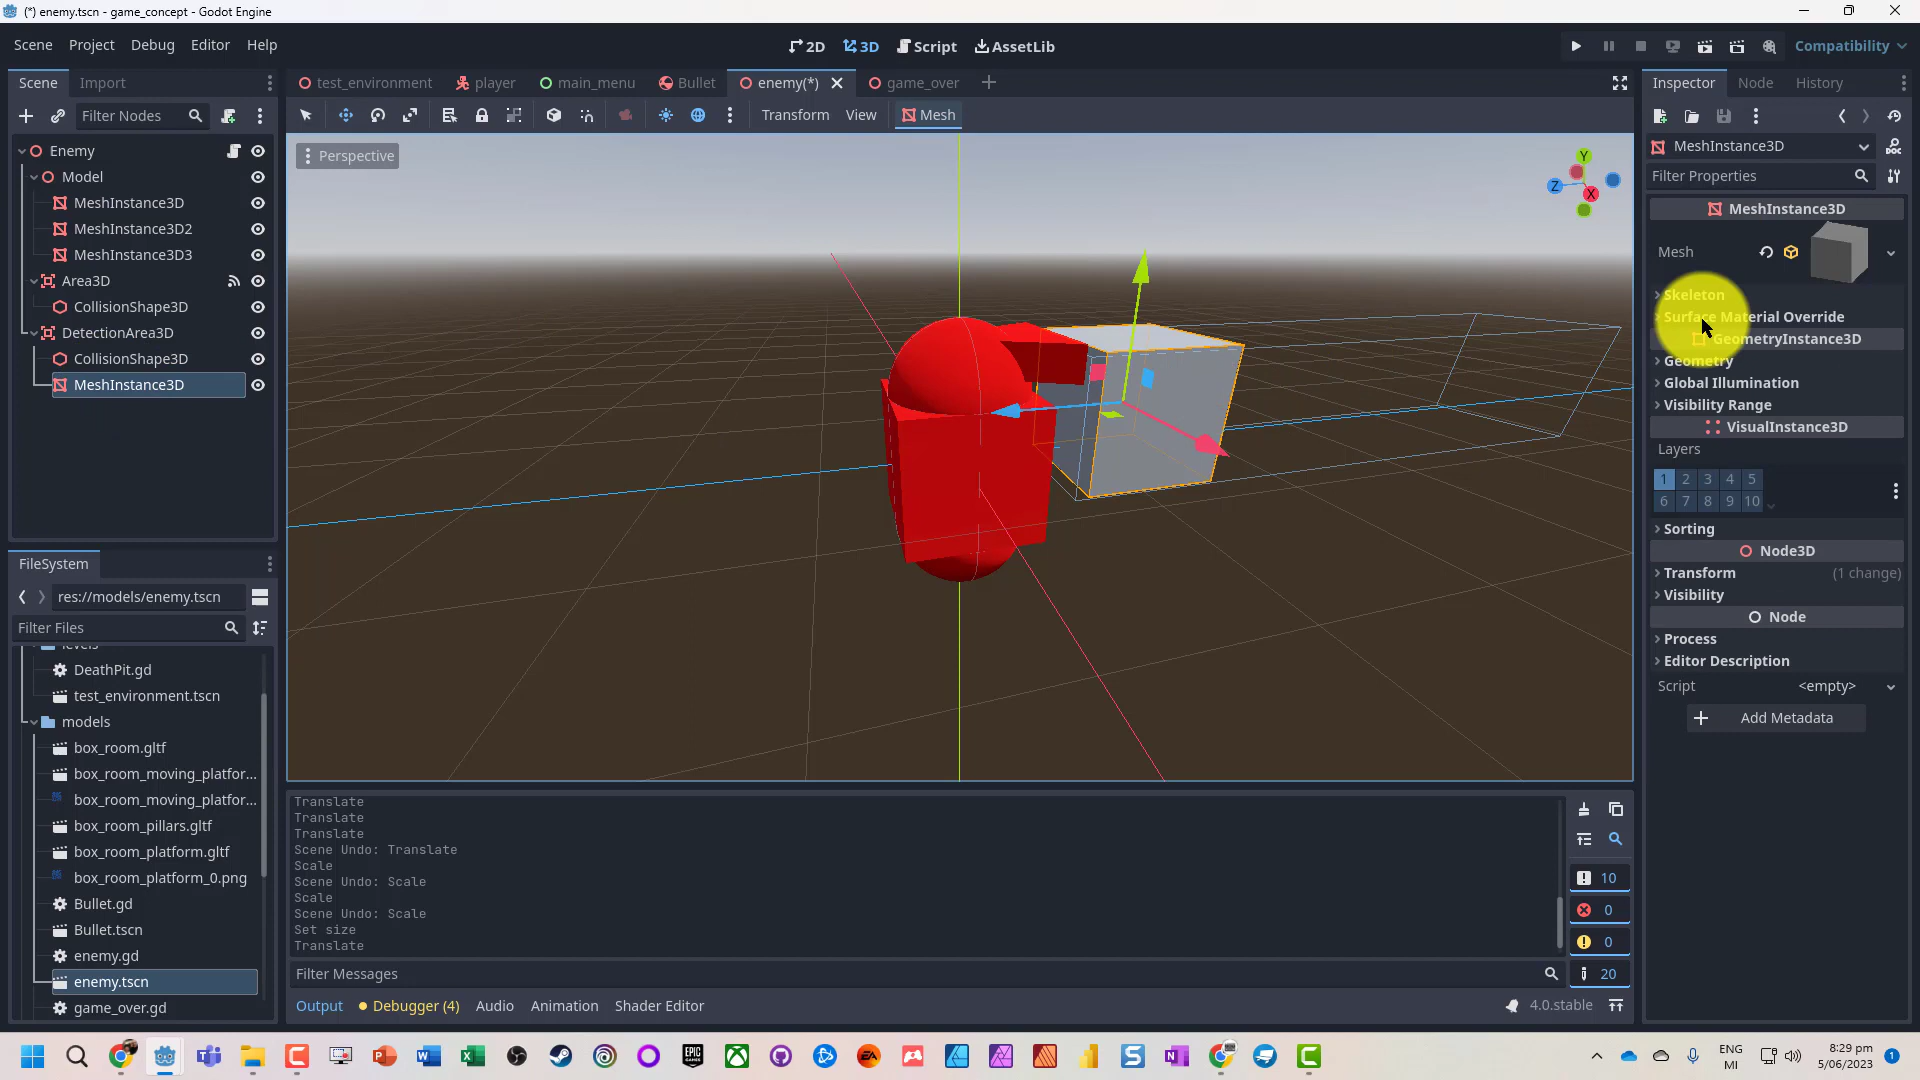 (*) enemy.tscn - game_concept - Godot Engine
Scene Project Debug Editor Help
2D 3D Script AssetLib
Compatibility
Scene Import
test_environment player main_menu Bullet enemy(*) game_over
Inspector Node History
Filter Nodes
Transform View Mesh
Enemy
Model
MeshInstance3D
MeshInstance3D2
MeshInstance3D3
Area3D
CollisionShape3D
DetectionArea3D
CollisionShape3D
MeshInstance3D
Perspective
Y
Z
X
MeshInstance3D
Filter Properties
MeshInstance3D
Mesh
Skeleton
Surface Material Override
GeometryInstance3D
Geometry
Global Illumination
Visibility Range
VisualInstance3D
Layers
1 2 3 4 5
6 7 8 9 10
Sorting
Node3D
Transform (1 change)
Visibility
Node
Process
Editor Description
Script <empty>
Add Metadata
FileSystem
res://models/enemy.tscn
Filter Files
levels
DeathPit.gd
test_environment.tscn
models
box_room.gltf
box_room_moving_platfor...
box_room_moving_platfor...
box_room_pillars.gltf
box_room_platform.gltf
box_room_platform_0.png
Bullet.gd
Bullet.tscn
enemy.gd
enemy.tscn
game_over.gd
Translate
Translate
Translate
Scene Undo: Translate
Scale
Scene Undo: Scale
Scale
Scene Undo: Scale
Set size
Translate
10
0
0
20
Filter Messages
Output Debugger (4) Audio Animation Shader Editor
4.0.stable
ENG
MI
8:29 pm
5/06/2023
1